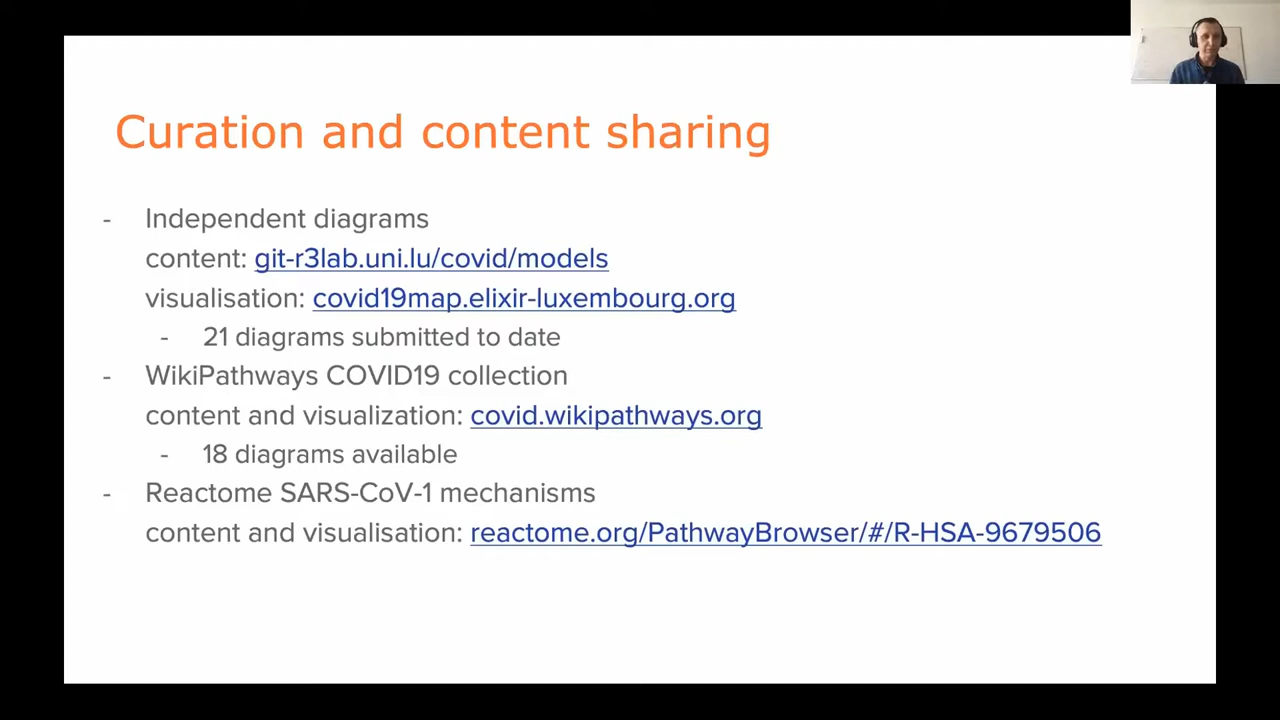 Curation and content sharing
- Independent diagrams
content: git-r3lab.uni.lu/covid/models
visualisation: covid19map.elixir-luxembourg.org
- 21 diagrams submitted to date
- WikiPathways COVID19 collection
content and visualization: covid.wikipathways.org
- 18 diagrams available
- Reactome SARS-CoV-1 mechanisms
content and visualisation: reactome.org/PathwayBrowser/#/R-HSA-9679506